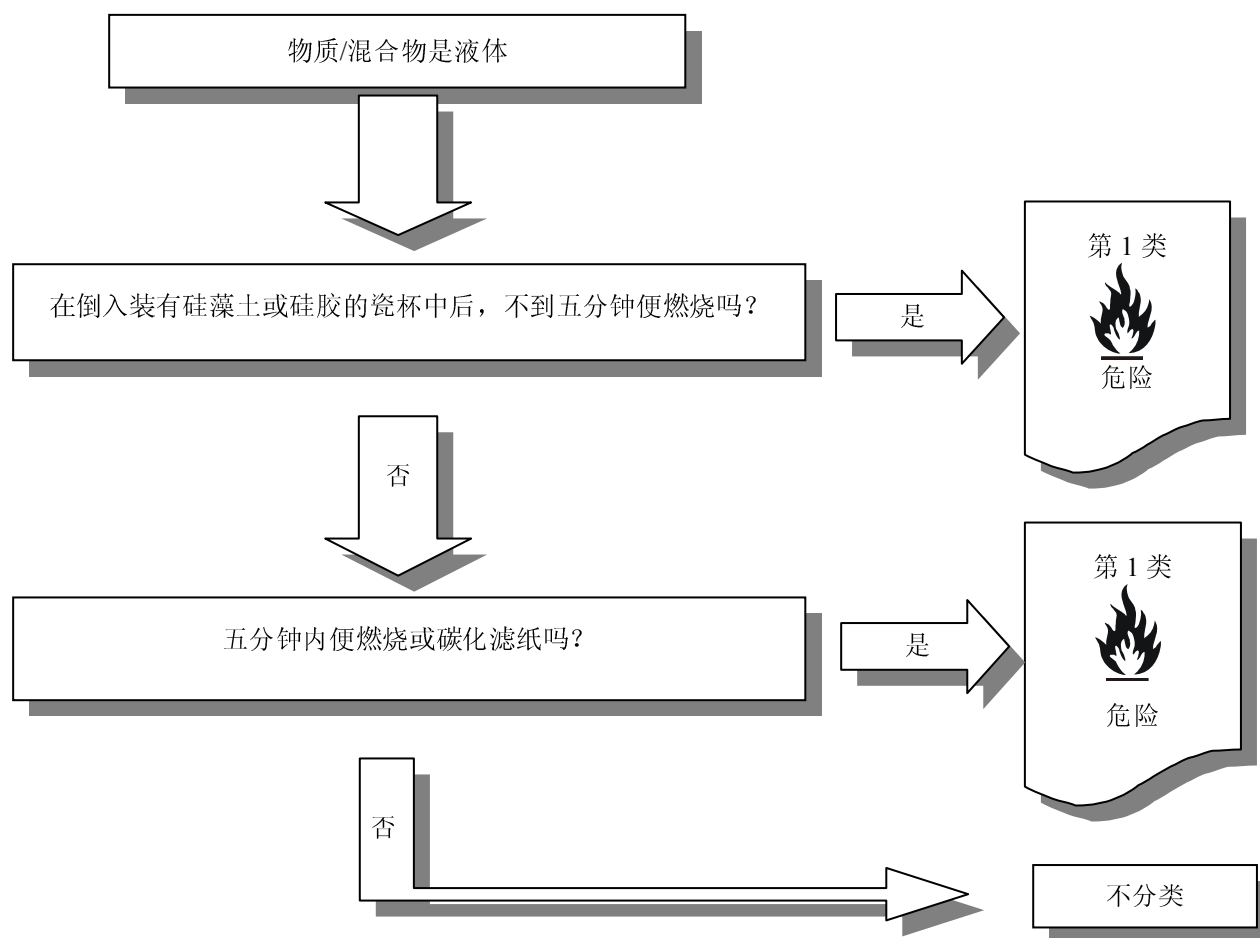 物质/混合物是液体
在倒入装有硅藻土或硅胶的瓷杯中后，不到五分钟便燃烧吗？
是
第 1 类
危险
否
五分钟内便燃烧或碳化滤纸吗？
是
第 1 类
危险
否
不分类